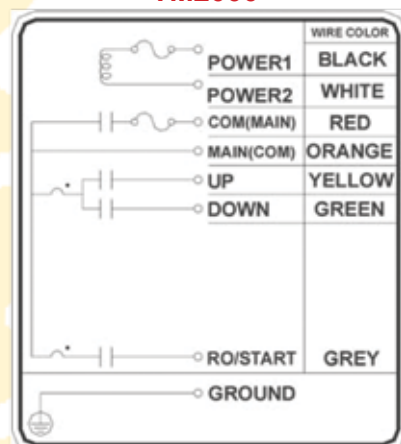 WIRE COLOR
POWER1 BLACK
POWER2 WHITE
COM(MAIN) RED
MAIN(COM) ORANGE
UP YELLOW
DOWN GREEN
RO/START GREY
GROUND